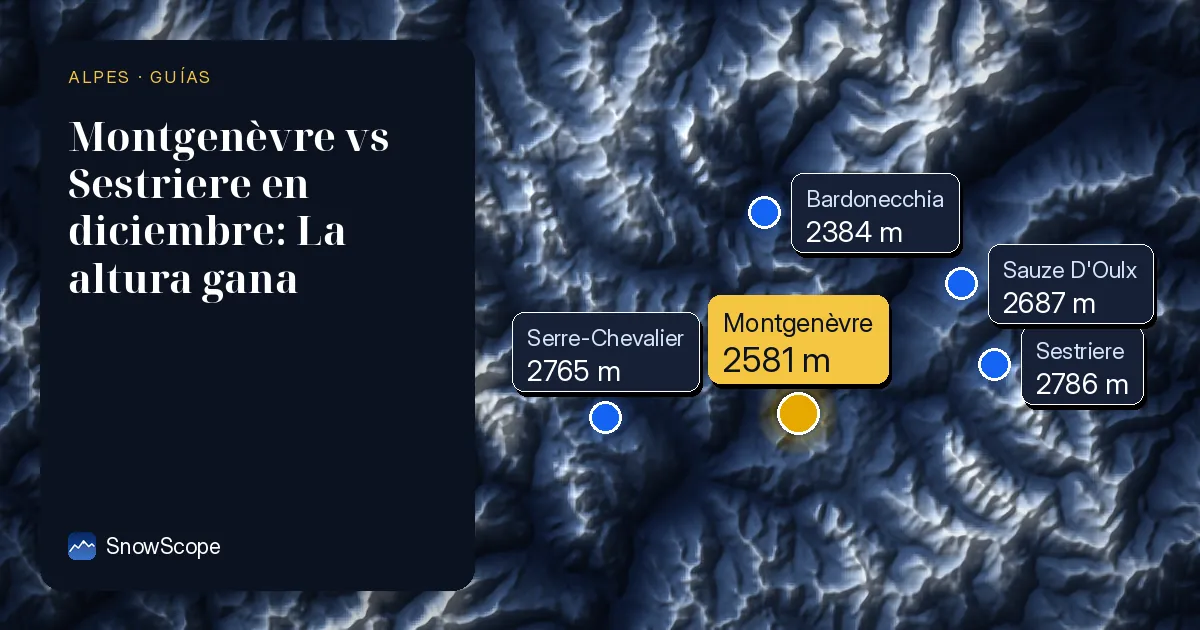 ALPES · GUÍAS
Montgenèvre vs
Sestriere en
diciembre: La
altura gana
SnowScope
Bardonecchia
2384 m
Sauze D'Oulx
2687 m
Serre-Chevalier
2765 m
Montgenèvre
2581 m
Sestriere
2786 m